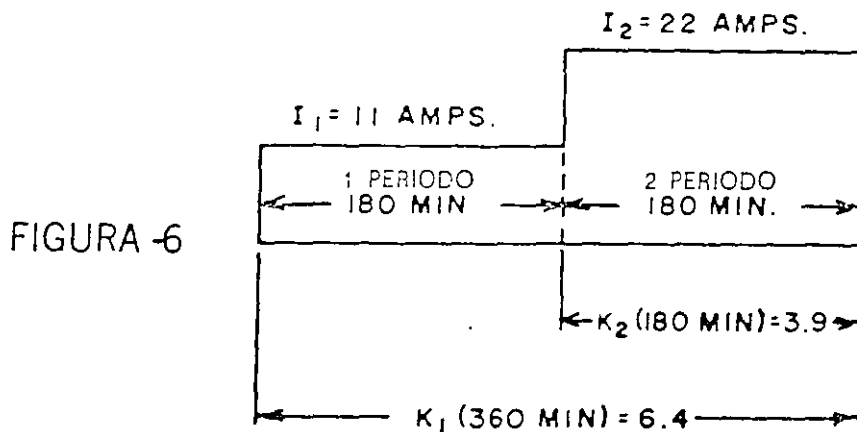 I2 = 22 AMPS.
I1 = 11 AMPS.
1 PERIODO
180 MIN
2 PERIODO
180 MIN.
FIGURA -6
K2 (180 MIN) = 3.9
K1 (360 MIN) = 6.4